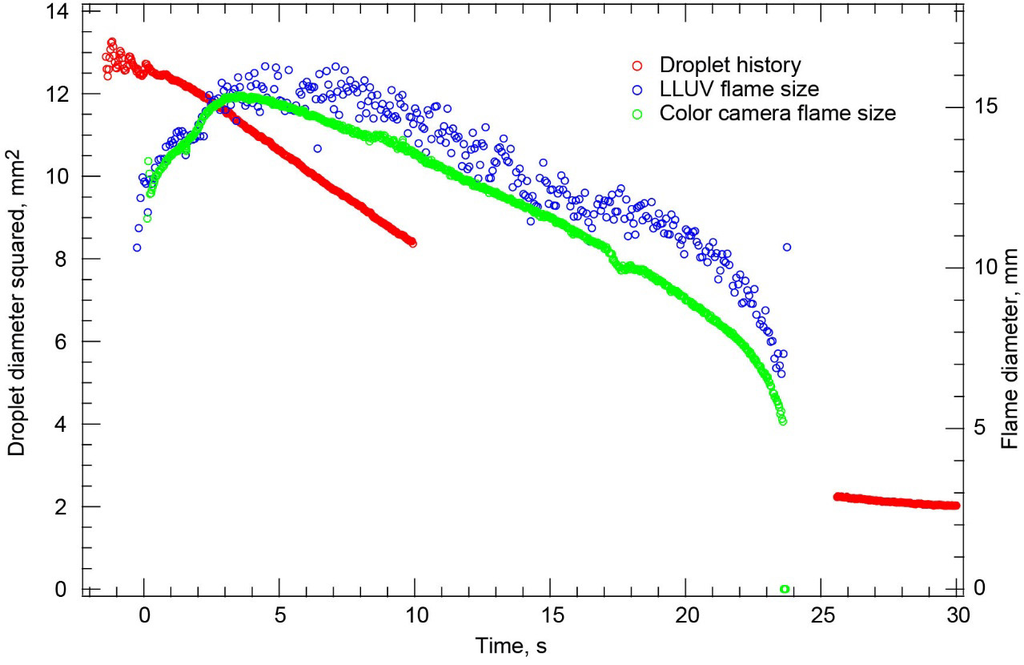 Droplet diameter squared, mm2
14
12
10
8
6
4
2
0
Droplet history
LLUV flame size
Color camera flame size
15
10
5
0
Flame diameter, mm
0 5 10 15 20 25 30
Time, s